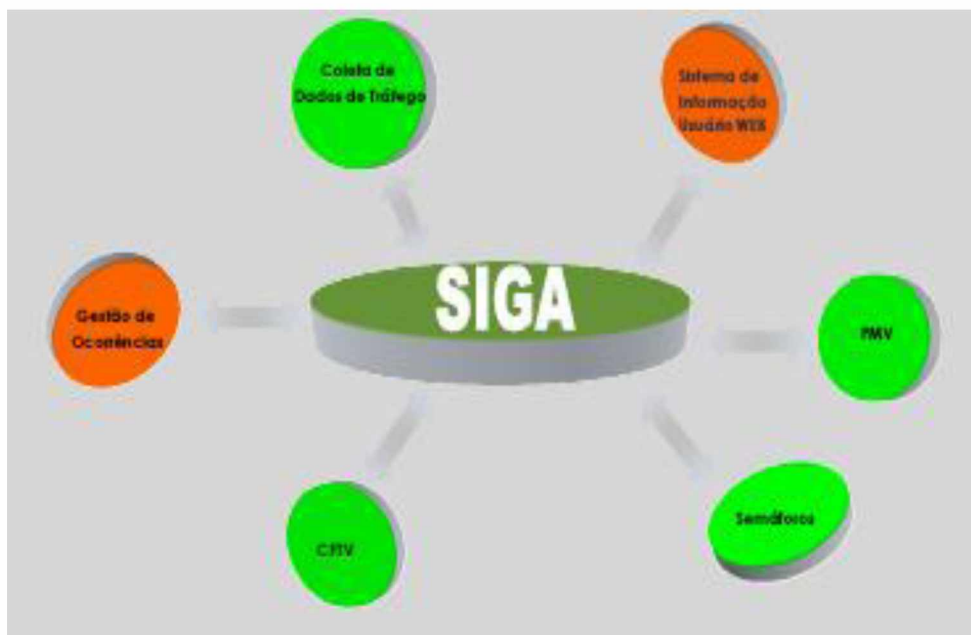 Coleta de
Dados de Tráfego
Sistema de
Informação
Usuário WEB
SIGA
Gestão de
Ocorrências
PMV
Semáforos
CFTV